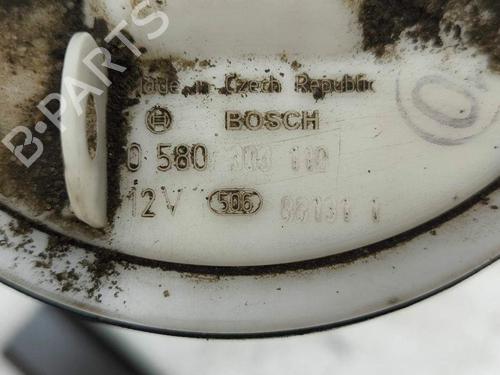 Made in Czech Republic
BOSCH
0 580
12V 506
B-PARTS